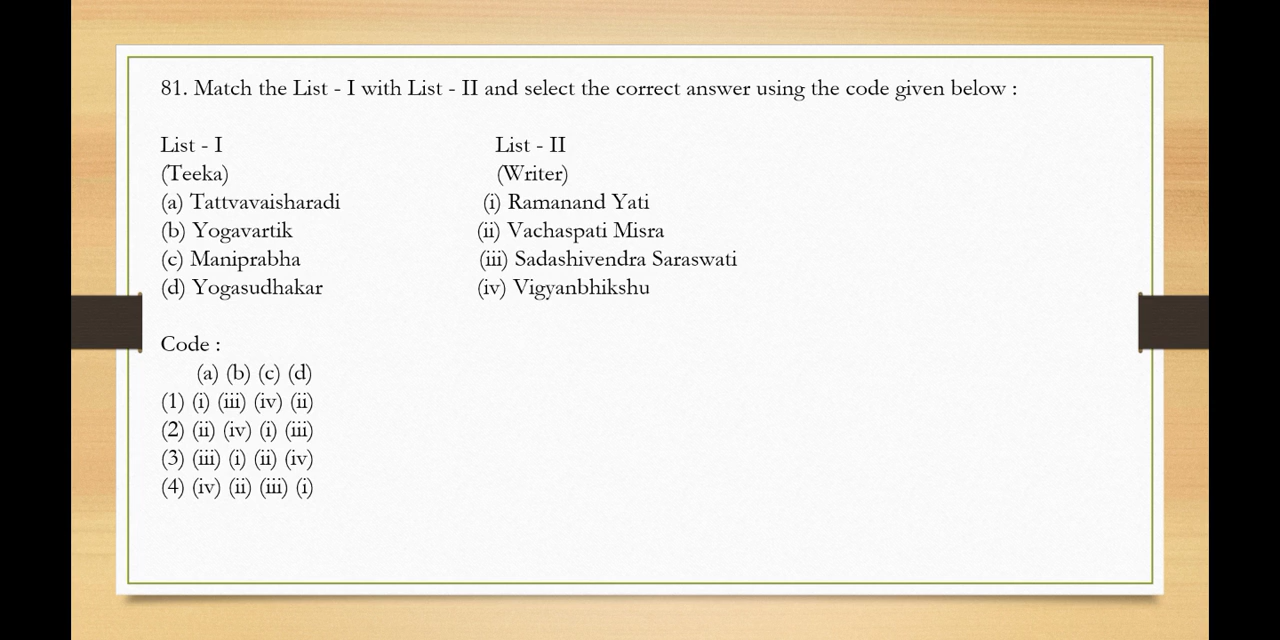 81. Match the List - I with List - II and select the correct answer using the code given below :
List - I List - II
(Teeka) (Writer)
(a) Tattvavaisharadi (i) Ramanand Yati
(b) Yogavartik (ii) Vachaspati Misra
(c) Maniprabha (iii) Sadashivendra Saraswati
(d) Yogasudhakar (iv) Vigyanbhikshu
Code :
(a) (b) (c) (d)
(1) (i) (iii) (iv) (ii)
(2) (ii) (iv) (i) (iii)
(3) (iii) (i) (ii) (iv)
(4) (iv) (ii) (iii) (i)